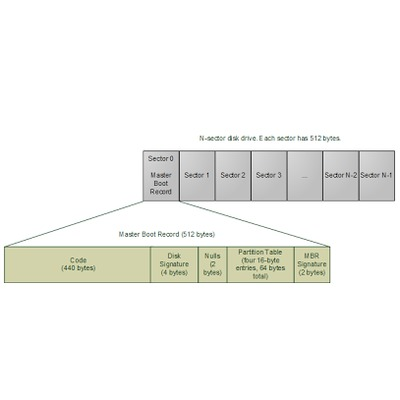 N-sector disk drive. Each sector has 512 bytes.
Sector 0
Master
Boot
Record
Sector 1
Sector 2
Sector 3
...
Sector N-2
Sector N-1
Master Boot Record (512 bytes)
Code
(440 bytes)
Disk
Signature
(4 bytes)
Nulls
(2
bytes)
Partition Table
(four 16-byte
entries, 64 bytes
total)
MBR
Signature
(2 bytes)